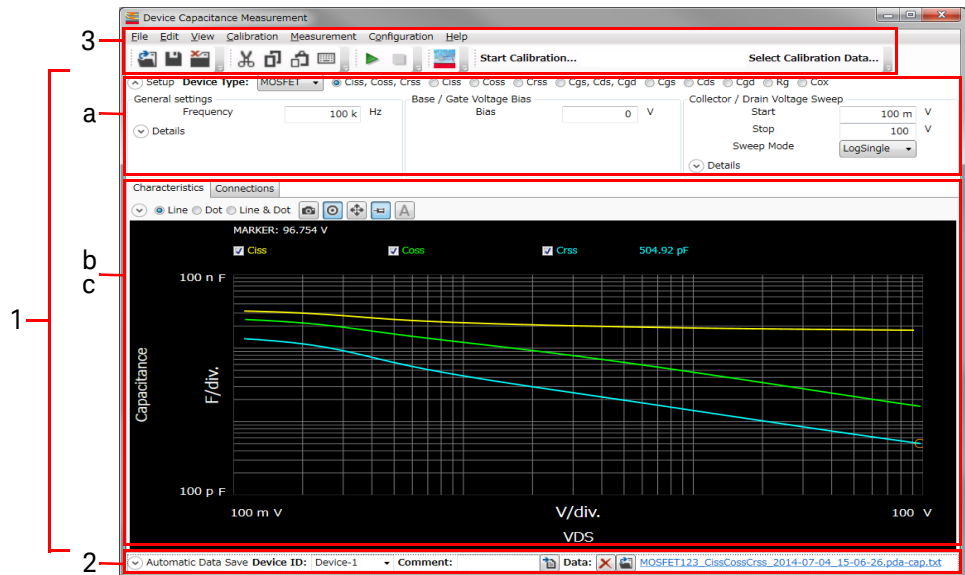 Device Capacitance Measurement
3
File Edit View Calibration Measurement Configuration Help
Start Calibration... Select Calibration Data...
1
a
Setup Device Type: MOSFET Ciss, Coss, Crss Ciss Coss Crss Cgs, Cds, Cgd Cgs Cds Cgd Rg Cox
General settings Base / Gate Voltage Bias Collector / Drain Voltage Sweep
Frequency 100 k Hz Bias 0 V Start 100 m V
Details Stop 100 V
Sweep Mode LogSingle
Details
Characteristics Connections
Line Dot Line & Dot A
b
c
MARKER: 96.754 V
Ciss Coss Crss 504.92 pF
100 n F
Capacitance
F/div.
100 p F
100 m V V/div. 100 V
VDS
2
Automatic Data Save Device ID: Device-1 Comment: Data: MOSFET123_CissCossCrss_2014-07-04_15-06-26.pda-cap.txt